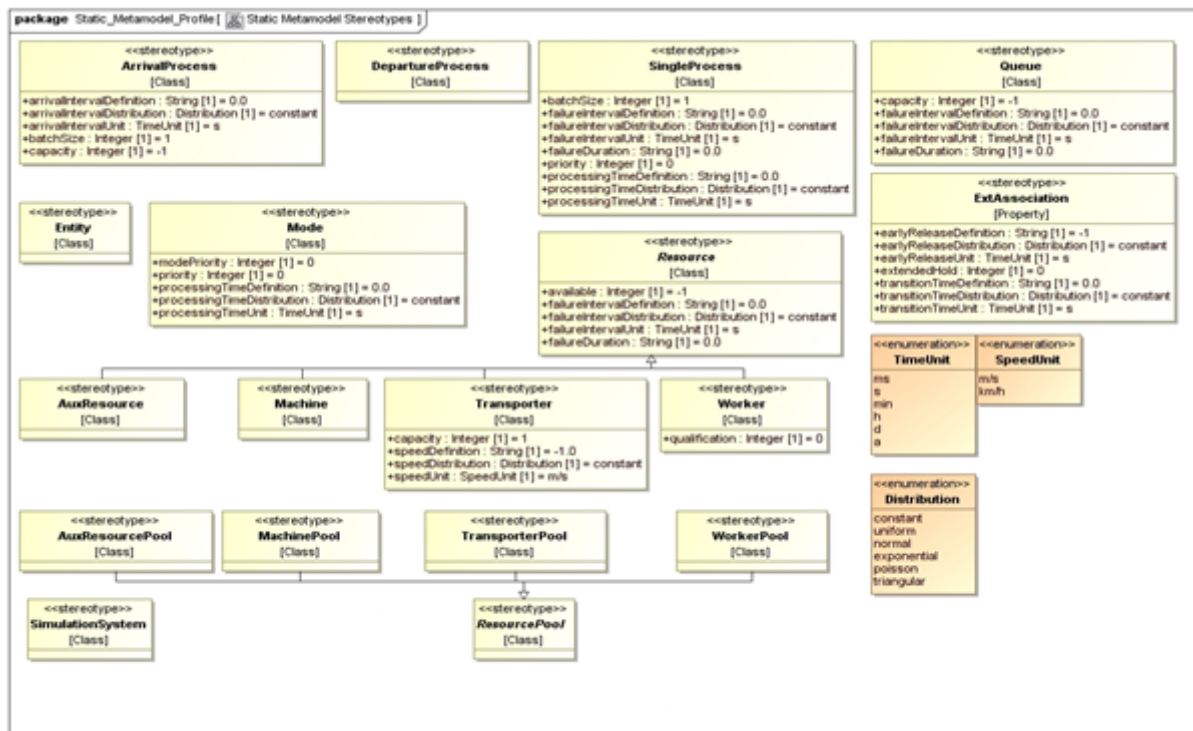 package Static_Metamodel_Profile [ Static Metamodel Stereotypes ]
<<stereotype>>
ArrivalProcess
[Class]
+arrivalIntervalDefinition : String [1] = 0.0
+arrivalIntervalDistribution : Distribution [1] = constant
+arrivalIntervalUnit : TimeUnit [1] = s
+batchSize : Integer [1] = 1
+capacity : Integer [1] = -1
<<stereotype>>
DepartureProcess
[Class]
<<stereotype>>
SingleProcess
[Class]
+batchSize : Integer [1] = 1
+failureIntervalDefinition : String [1] = 0.0
+failureIntervalDistribution : Distribution [1] = constant
+failureIntervalUnit : TimeUnit [1] = s
+failureDuration : String [1] = 0.0
+priority : Integer [1] = 0
+processingTimeDefinition : String [1] = 0.0
+processingTimeDistribution : Distribution [1] = constant
+processingTimeUnit : TimeUnit [1] = s
<<stereotype>>
Queue
[Class]
+capacity : Integer [1] = -1
+failureIntervalDefinition : String [1] = 0.0
+failureIntervalDistribution : Distribution [1] = constant
+failureIntervalUnit : TimeUnit [1] = s
+failureDuration : String [1] = 0.0
<<stereotype>>
Entity
[Class]
<<stereotype>>
Mode
[Class]
+modePriority : Integer [1] = 0
+priority : Integer [1] = 0
+processingTimeDefinition : String [1] = 0.0
+processingTimeDistribution : Distribution [1] = constant
+processingTimeUnit : TimeUnit [1] = s
<<stereotype>>
Resource
[Class]
+available : Integer [1] = -1
+failureIntervalDefinition : String [1] = 0.0
+failureIntervalDistribution : Distribution [1] = constant
+failureIntervalUnit : TimeUnit [1] = s
+failureDuration : String [1] = 0.0
<<stereotype>>
ExtAssociation
[Property]
+earlyReleaseDefinition : String [1] = -1
+earlyReleaseDistribution : Distribution [1] = constant
+earlyReleaseUnit : TimeUnit [1] = s
+extendedHold : Integer [1] = 0
+transitionTimeDefinition : String [1] = 0.0
+transitionTimeDistribution : Distribution [1] = constant
+transitionTimeUnit : TimeUnit [1] = s
<<enumeration>>
TimeUnit
ms
s
min
h
d
a
<<enumeration>>
SpeedUnit
m/s
km/h
<<stereotype>>
AuxResource
[Class]
<<stereotype>>
Machine
[Class]
<<stereotype>>
Transporter
[Class]
+capacity : Integer [1] = 1
+speedDefinition : String [1] = -1.0
+speedDistribution : Distribution [1] = constant
+speedUnit : SpeedUnit [1] = m/s
<<stereotype>>
Worker
[Class]
+qualification : Integer [1] = 0
<<enumeration>>
Distribution
constant
uniform
normal
exponential
poisson
triangular
<<stereotype>>
AuxResourcePool
[Class]
<<stereotype>>
MachinePool
[Class]
<<stereotype>>
TransporterPool
[Class]
<<stereotype>>
WorkerPool
[Class]
<<stereotype>>
SimulationSystem
[Class]
<<stereotype>>
ResourcePool
[Class]